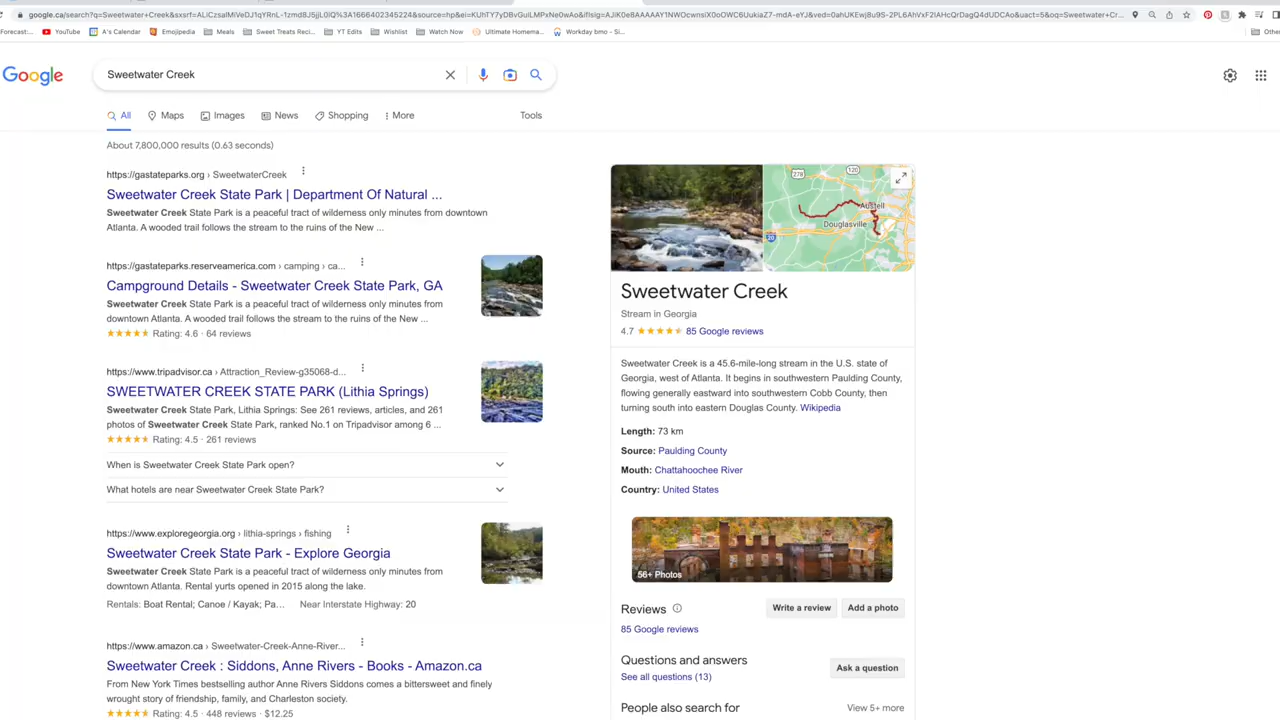 google.ca/search?q=Sweetwater+Creek&sxsrf=
Forecast:...
YouTube
A's Calendar
Emojipedia
Meals
Sweet Treats Reci...
YT Edits
Wishlist
Watch Now
Ultimate Homema...
Workday bmo - Si...
Other
Google
Sweetwater Creek
All
Maps
Images
News
Shopping
More
Tools
About 7,800,000 results (0.63 seconds)
https://gastateparks.org › SweetwaterCreek
Sweetwater Creek State Park | Department Of Natural ...
Sweetwater Creek State Park is a peaceful tract of wilderness only minutes from downtown
Atlanta. A wooded trail follows the stream to the ruins of the New ...
https://gastateparks.reserveamerica.com › camping › ca...
Campground Details - Sweetwater Creek State Park, GA
Sweetwater Creek State Park is a peaceful tract of wilderness only minutes from
downtown Atlanta. A wooded trail follows the stream to the ruins of the New ...
Rating: 4.6 · 64 reviews
https://www.tripadvisor.ca › Attraction_Review-g35068-d...
SWEETWATER CREEK STATE PARK (Lithia Springs)
Sweetwater Creek State Park, Lithia Springs: See 261 reviews, articles, and 261
photos of Sweetwater Creek State Park, ranked No.1 on Tripadvisor among 6 ...
Rating: 4.5 · 261 reviews
When is Sweetwater Creek State Park open?
What hotels are near Sweetwater Creek State Park?
https://www.exploregeorgia.org › lithia-springs › fishing
Sweetwater Creek State Park - Explore Georgia
Sweetwater Creek State Park is a peaceful tract of wilderness only minutes from
downtown Atlanta. Rental yurts opened in 2015 along the lake.
Rentals: Boat Rental; Canoe / Kayak; Pa... Near Interstate Highway: 20
https://www.amazon.ca › Sweetwater-Creek-Anne-River...
Sweetwater Creek : Siddons, Anne Rivers - Books - Amazon.ca
From New York Times bestselling author Anne Rivers Siddons comes a bittersweet and finely
wrought story of friendship, family, and Charleston society.
Rating: 4.5 · 448 reviews · $12.25
278
120
Austell
Douglasville
Sweetwater Creek
Stream in Georgia
4.7
85 Google reviews
Sweetwater Creek is a 45.6-mile-long stream in the U.S. state of
Georgia, west of Atlanta. It begins in southwestern Paulding County,
flowing generally eastward into southwestern Cobb County, then
turning south into eastern Douglas County. Wikipedia
Length: 73 km
Source: Paulding County
Mouth: Chattahoochee River
Country: United States
56+ Photos
Reviews
Write a review
Add a photo
85 Google reviews
Questions and answers
See all questions (13)
Ask a question
People also search for
View 5+ more